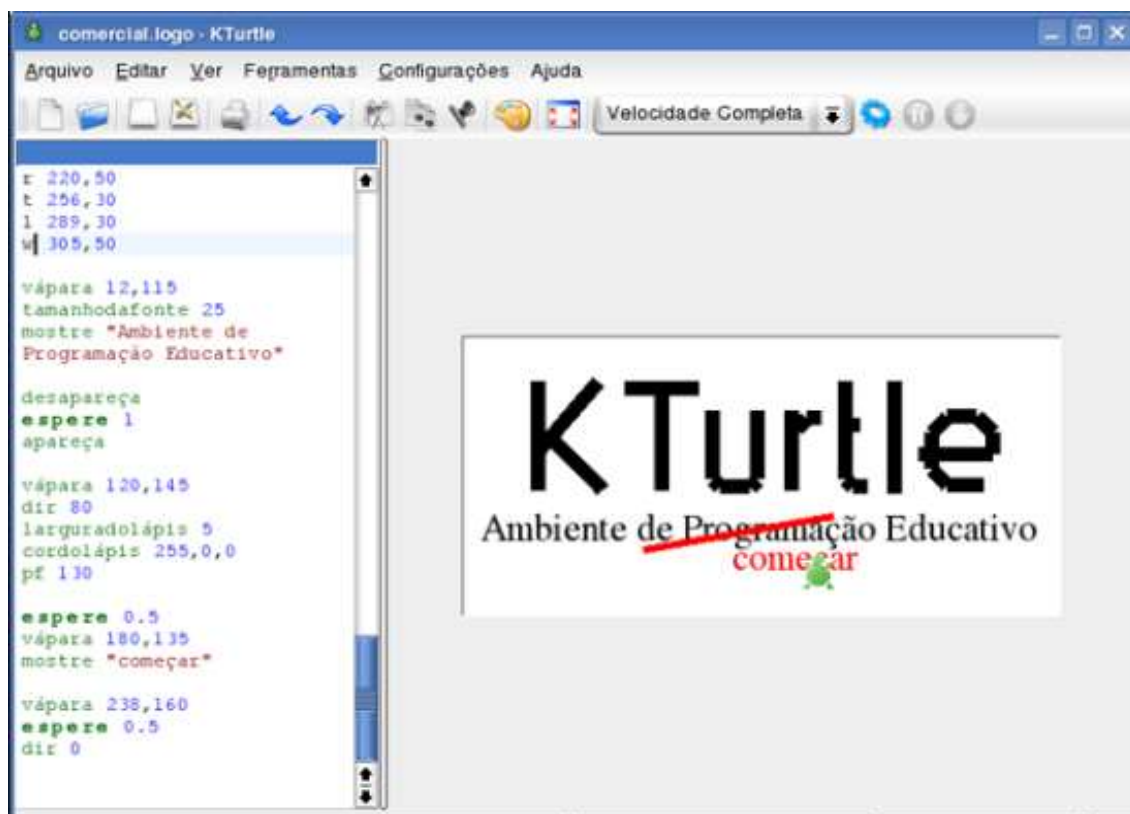 comercial.logo - KTurtle
Arquivo Editar Ver Ferramentas Configurações Ajuda
Velocidade Completa
r 220,50
t 256,30
l 289,30
w 305,50
vápara 12,115
tamanhodafonte 25
mostre "Ambiente de
Programação Educativo"
desapareça
espere 1
apareça
vápara 120,145
dir 80
larguradolápis 5
cordolápis 255,0,0
pf 130
espere 0.5
vápara 180,135
mostre "começar"
vápara 238,160
espere 0.5
dir 0
KTurtle
Ambiente de Programação Educativo
começar